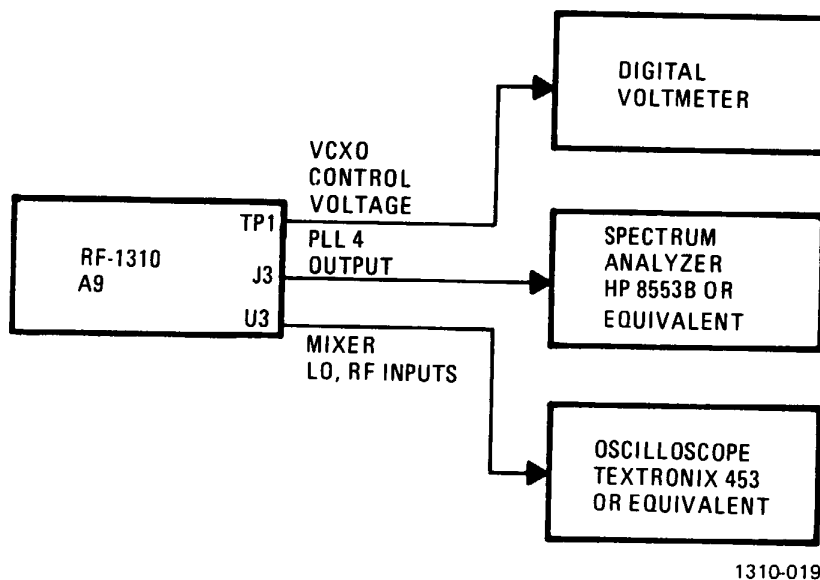 DIGITAL
VOLTMETER
VCXO
CONTROL
VOLTAGE
TP1
RF-1310
A9
PLL 4
OUTPUT
J3
SPECTRUM
ANALYZER
HP 8553B OR
EQUIVALENT
U3
MIXER
LO, RF INPUTS
OSCILLOSCOPE
TEXTRONIX 453
OR EQUIVALENT
1310-019